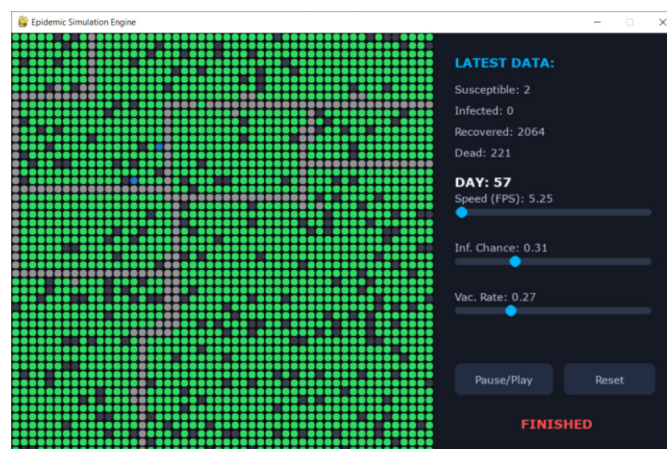 Epidemic Simulation Engine
LATEST DATA:
Susceptible: 2
Infected: 0
Recovered: 2064
Dead: 221
DAY: 57
Speed (FPS): 5.25
Inf. Chance: 0.31
Vac. Rate: 0.27
Pause/Play
Reset
FINISHED